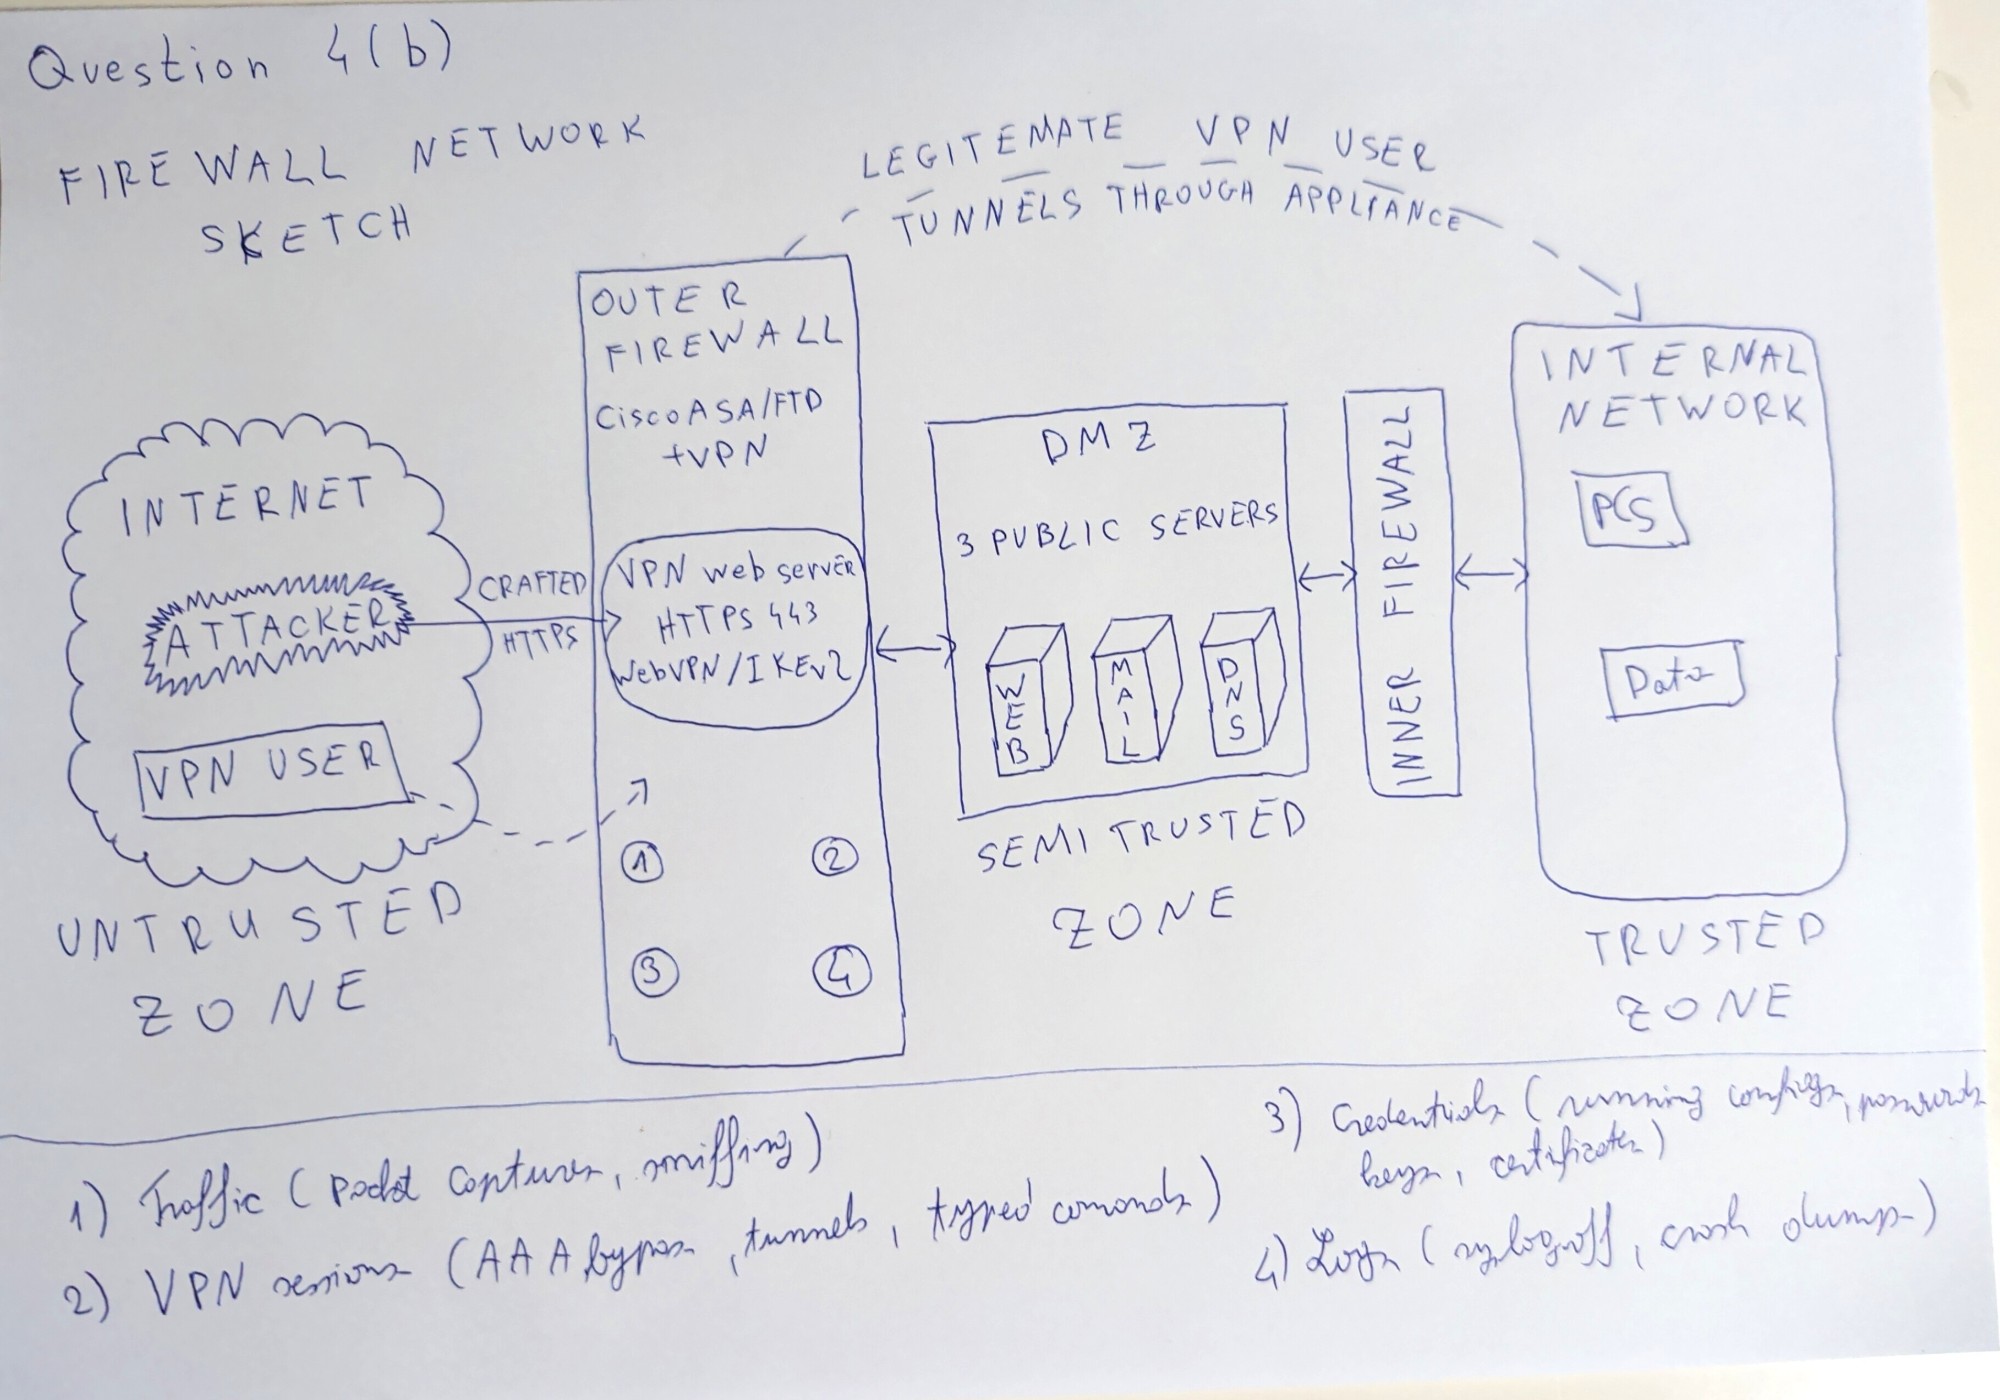 Question 4(b)
FIREWALL NETWORK
SKETCH
LEGITEMATE VPN USER
TUNNELS THROUGH APPLIANCE
OUTER
FIREWALL
Cisco ASA/FTD
+VPN
VPN web server
HTTPS 443
WebVPN/IKEv2
1
2
3
4
INTERNET
ATTACKER
CRAFTED
HTTPS
VPN USER
UNTRUSTED
ZONE
DMZ
3 PUBLIC SERVERS
WEB
MAIL
DNS
SEMI TRUSTED
ZONE
INNER FIREWALL
INTERNAL
NETWORK
PCS
Data
TRUSTED
ZONE
1) Traffic (packet captures, sniffing)
2) VPN sessions (AAA bypass, tunnels, typed comands)
3) Credentials (running configs, passwords
keys, certificates)
4) Logs (syslog off, crash dumps)